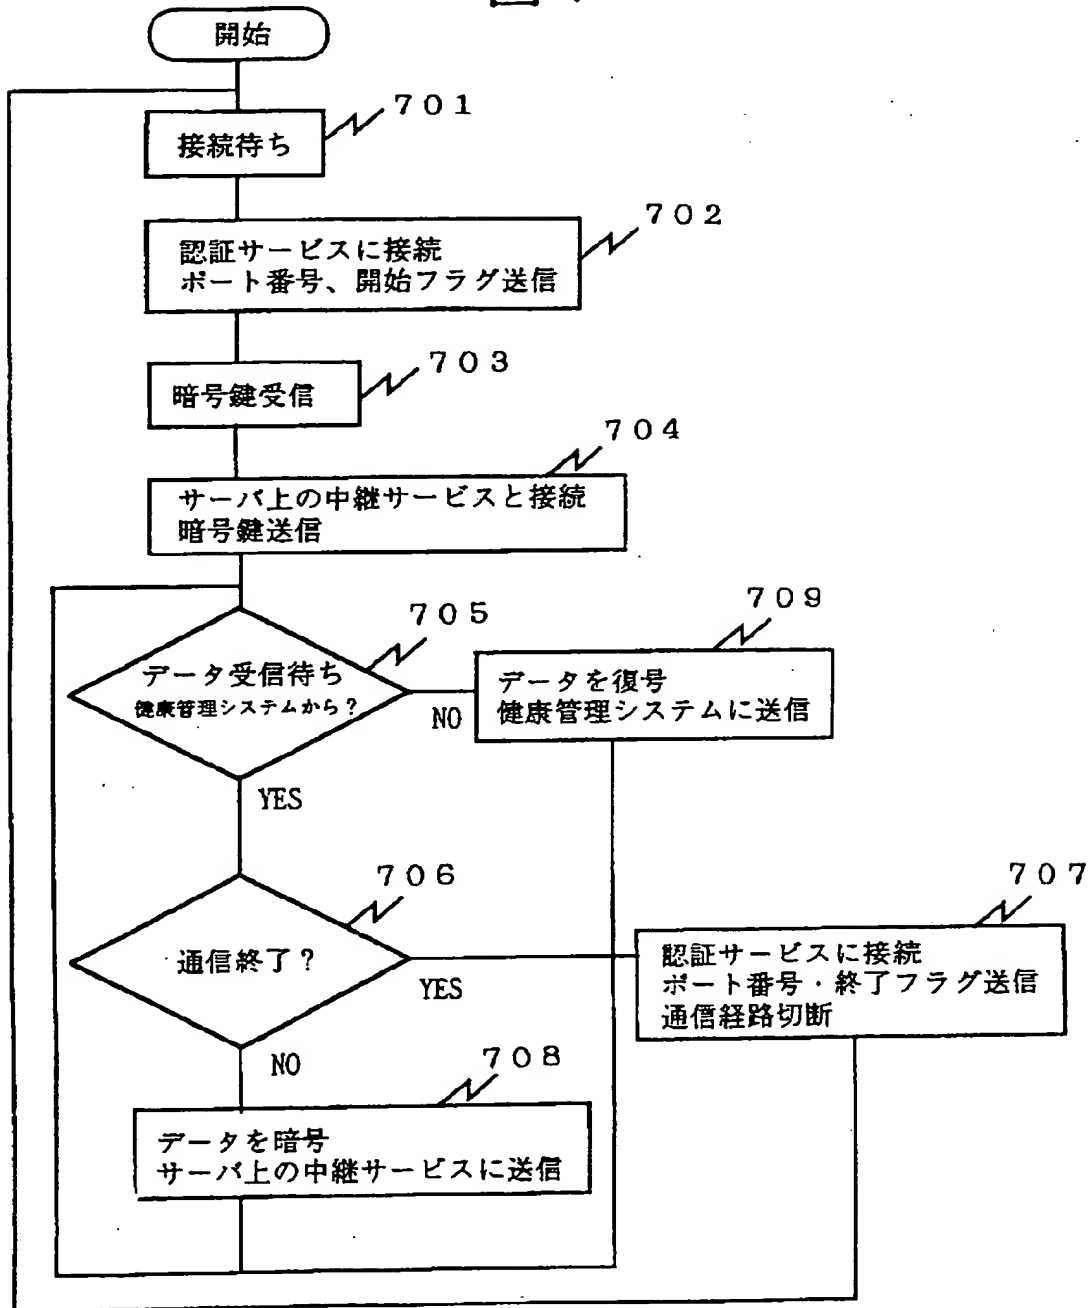 開始
701
接続待ち
702
認証サービスに接続
ポート番号、開始フラグ送信
703
暗号鍵受信
704
サーバ上の中継サービスと接続
暗号鍵送信
705
データ受信待ち
健康管理システムから？
NO
YES
709
データを復号
健康管理システムに送信
706
通信終了？
YES
NO
707
認証サービスに接続
ポート番号・終了フラグ送信
通信経路切断
708
データを暗号
サーバ上の中継サービスに送信